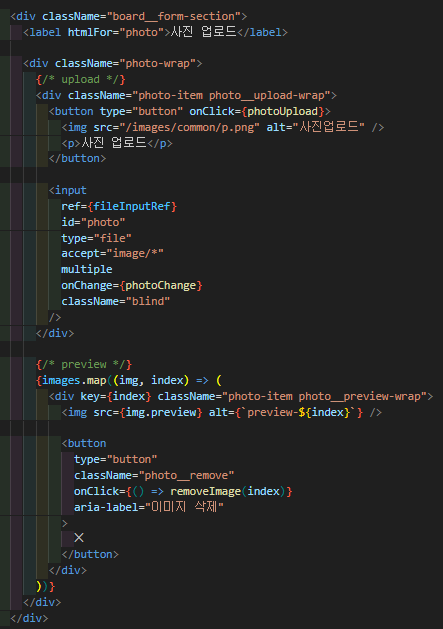 <div className="board__form-section">
<label htmlFor="photo">사진 업로드</label>
<div className="photo-wrap">
{/* upload */}
<div className="photo-item photo__upload-wrap">
<button type="button" onClick={photoUpload}>
<img src="/images/common/p.png" alt="사진업로드" />
<p>사진 업로드</p>
</button>
<input
ref={fileInputRef}
id="photo"
type="file"
accept="image/*"
multiple
onChange={photoChange}
className="blind"
/>
</div>
{/* preview */}
{images.map((img, index) => (
<div key={index} className="photo-item photo__preview-wrap">
<img src={img.preview} alt={`preview-${index}`} />
<button
type="button"
className="photo__remove"
onClick={() => removeImage(index)}
aria-label="이미지 삭제"
>
✕
</button>
</div>
))}
</div>
</div>